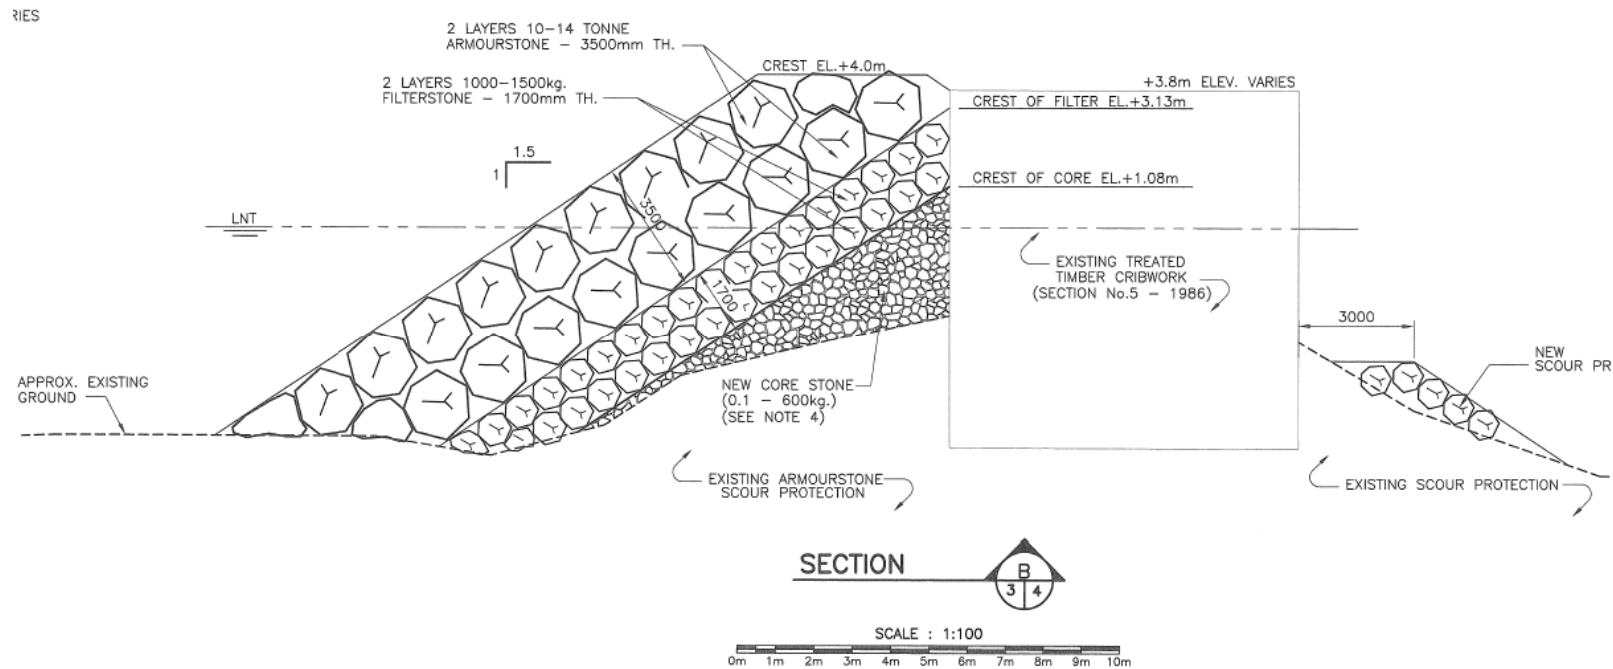 RIES
2 LAYERS 10-14 TONNE
ARMOURSTONE - 3500mm TH.
CREST EL.+4.0m
2 LAYERS 1000-1500kg.
FILTERSTONE - 1700mm TH.
+3.8m ELEV. VARIES
CREST OF FILTER EL.+3.13m
1.5
1
CREST OF CORE EL.+1.08m
3500
LNT
EXISTING TREATED
TIMBER CRIBWORK
(SECTION No.5 - 1986)
1700
3000
NEW
SCOUR PR
APPROX. EXISTING
GROUND
NEW CORE STONE
(0.1 - 600kg.)
(SEE NOTE 4)
EXISTING ARMOURSTONE
SCOUR PROTECTION
EXISTING SCOUR PROTECTION
SECTION
B
3 4
SCALE : 1:100
0m 1m 2m 3m 4m 5m 6m 7m 8m 9m 10m